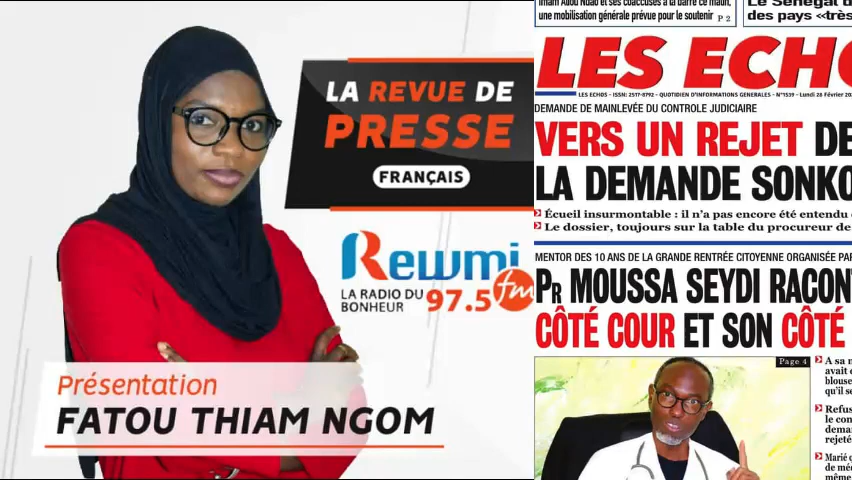 LA REVUE DE
PRESSE
FRANÇAIS
Rewmi
fm
LA RADIO DU
BONHEUR
97.5
Présentation
FATOU THIAM NGOM
Imam Aliou Ndao et ses coaccusés à la barre ce matin,
une mobilisation générale prévue pour le soutenir P 2
Le Sénégal d
des pays «très
LES ECHO
LES ECHOS - ISSN: 2517-8792 - QUOTIDIEN D'INFORMATIONS GENERALES - N°1539 - Lundi 28 Février 20
DEMANDE DE MAINLEVÉE DU CONTROLE JUDICIAIRE
VERS UN REJET DE
LA DEMANDE SONKO
Écueil insurmontable : il n'a pas encore été entendu
Le dossier, toujours sur la table du procureur de
MENTOR DES 10 ANS DE LA GRANDE RENTRÉE CITOYENNE ORGANISÉE PAR
Pr MOUSSA SEYDI RACONT
CÔTÉ COUR ET SON CÔTÉ
Page 4
A sa
avait
blouse
qu'il se
Refus
le con
deman
rejeté
Marié
de mé
même